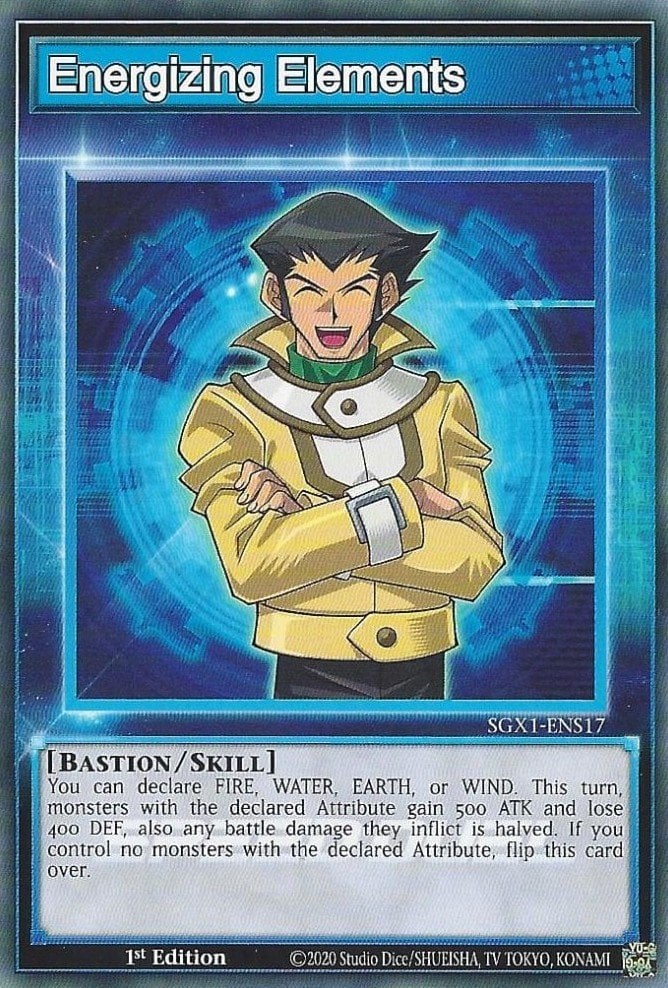 Energizing Elements
SGX1-ENS17
[BASTION/SKILL]
You can declare FIRE, WATER, EARTH, or WIND. This turn,
monsters with the declared Attribute gain 500 ATK and lose
400 DEF, also any battle damage they inflict is halved. If you
control no monsters with the declared Attribute, flip this card
over.
1st Edition
©2020 Studio Dice/SHUEISHA, TV TOKYO, KONAMI